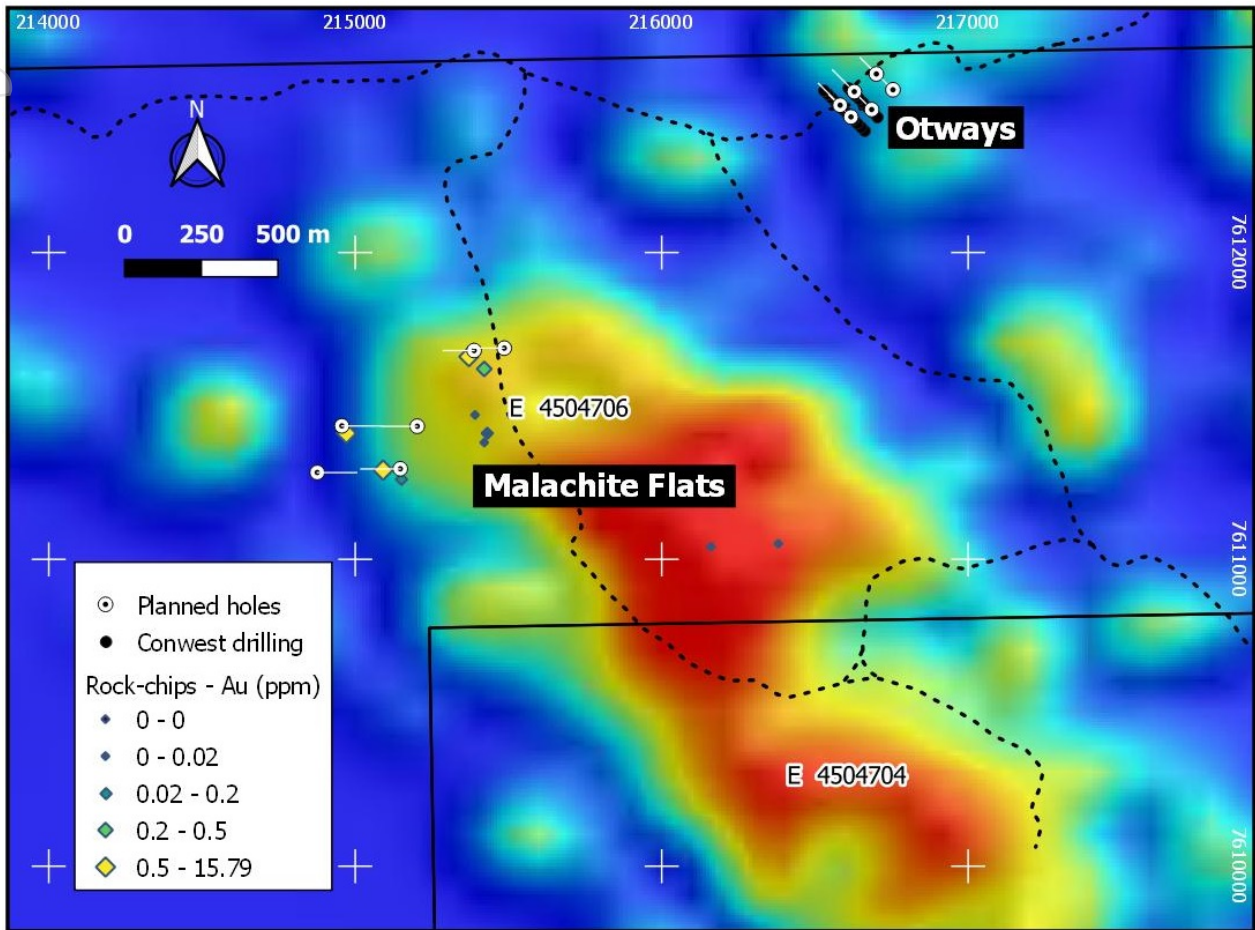 214000
215000
216000
217000
N
Otways
0 250 500 m
7612000
E 4504706
Malachite Flats
7611000
Planned holes
Conwest drilling
Rock-chips - Au (ppm)
0 - 0
0 - 0.02
0.02 - 0.2
0.2 - 0.5
0.5 - 15.79
E 4504704
7610000